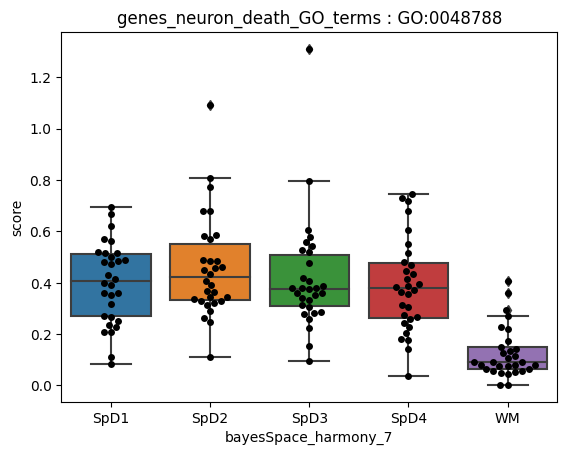 genes_neuron_death_GO_terms : GO:0048788
score
1.2
1.0
0.8
0.6
0.4
0.2
0.0
SpD1 SpD2 SpD3 SpD4 WM
bayesSpace_harmony_7